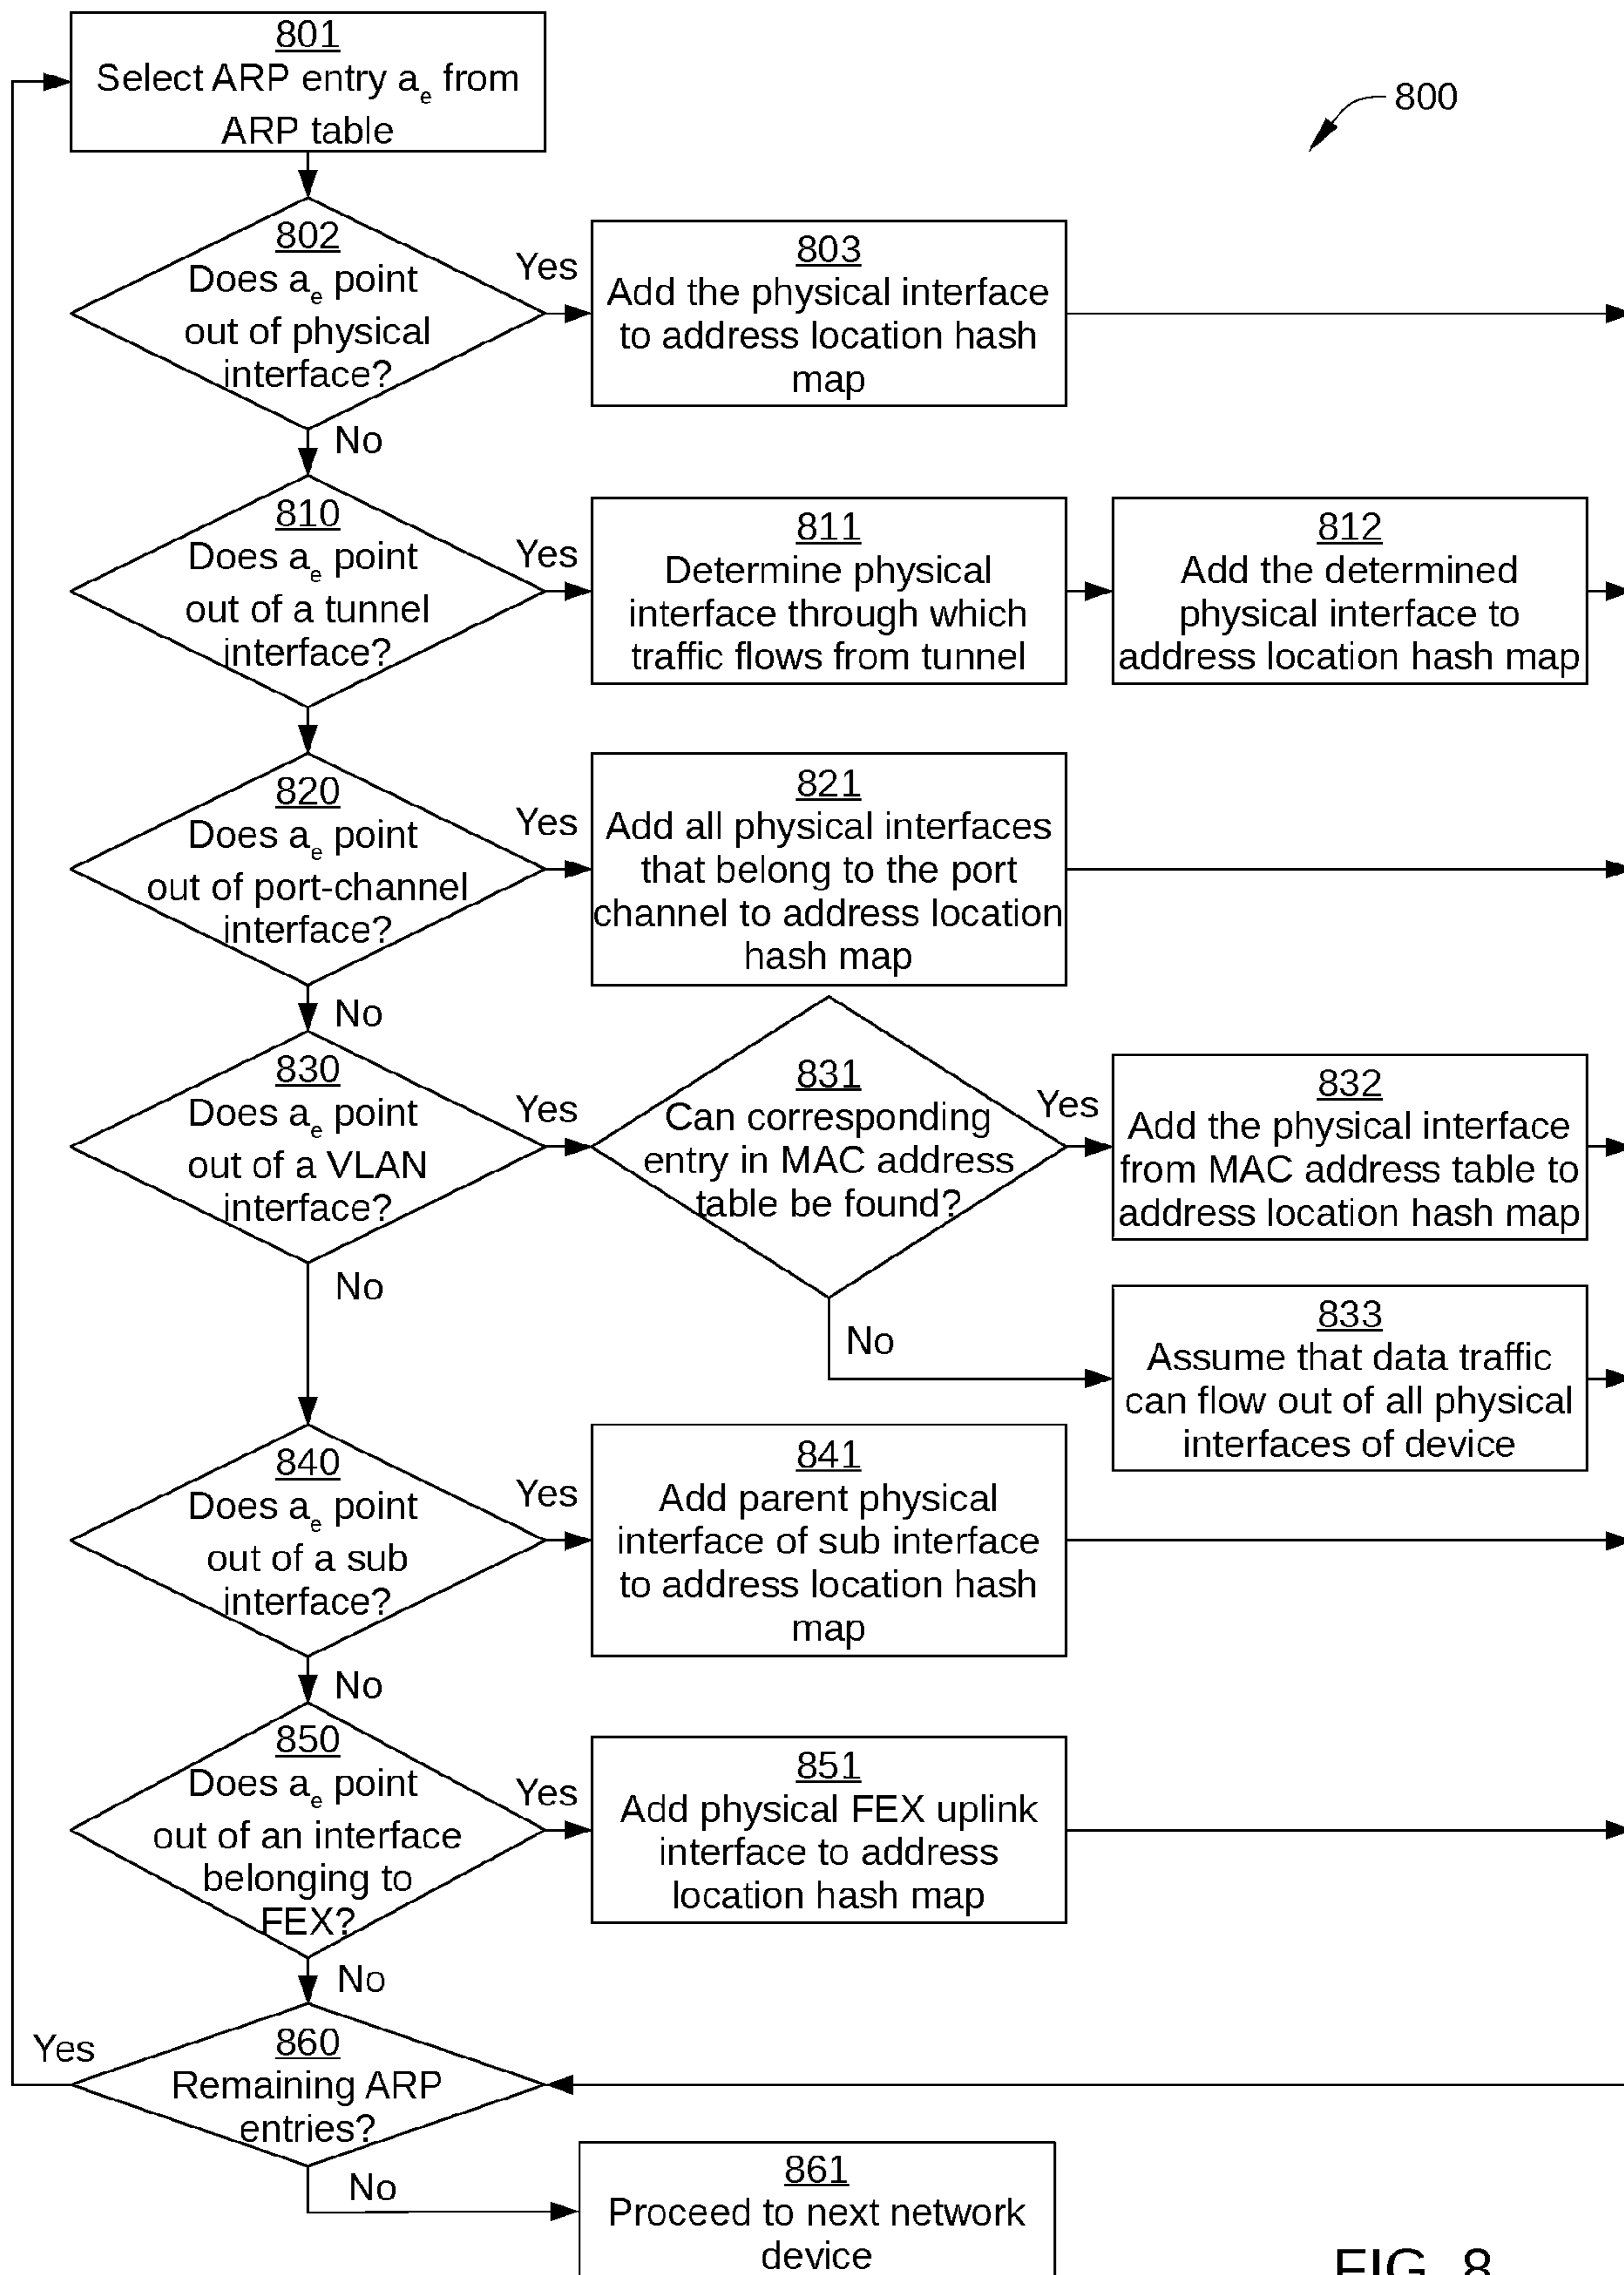 801
Select ARP entry ae from
ARP table
800
802
Does ae point
out of physical
interface?
Yes
803
Add the physical interface
to address location hash
map
No
810
Does ae point
out of a tunnel
interface?
Yes
811
Determine physical
interface through which
traffic flows from tunnel
812
Add the determined
physical interface to
address location hash map
820
Does ae point
out of port-channel
interface?
Yes
821
Add all physical interfaces
that belong to the port
channel to address location
hash map
No
830
Does ae point
out of a VLAN
interface?
Yes
831
Can corresponding
entry in MAC address
table be found?
Yes
832
Add the physical interface
from MAC address table to
address location hash map
No
No
833
Assume that data traffic
can flow out of all physical
interfaces of device
840
Does ae point
out of a sub
interface?
Yes
841
Add parent physical
interface of sub interface
to address location hash
map
No
850
Does ae point
out of an interface
belonging to
FEX?
Yes
851
Add physical FEX uplink
interface to address
location hash map
No
Yes
860
Remaining ARP
entries?
No
861
Proceed to next network
device
FIG. 8